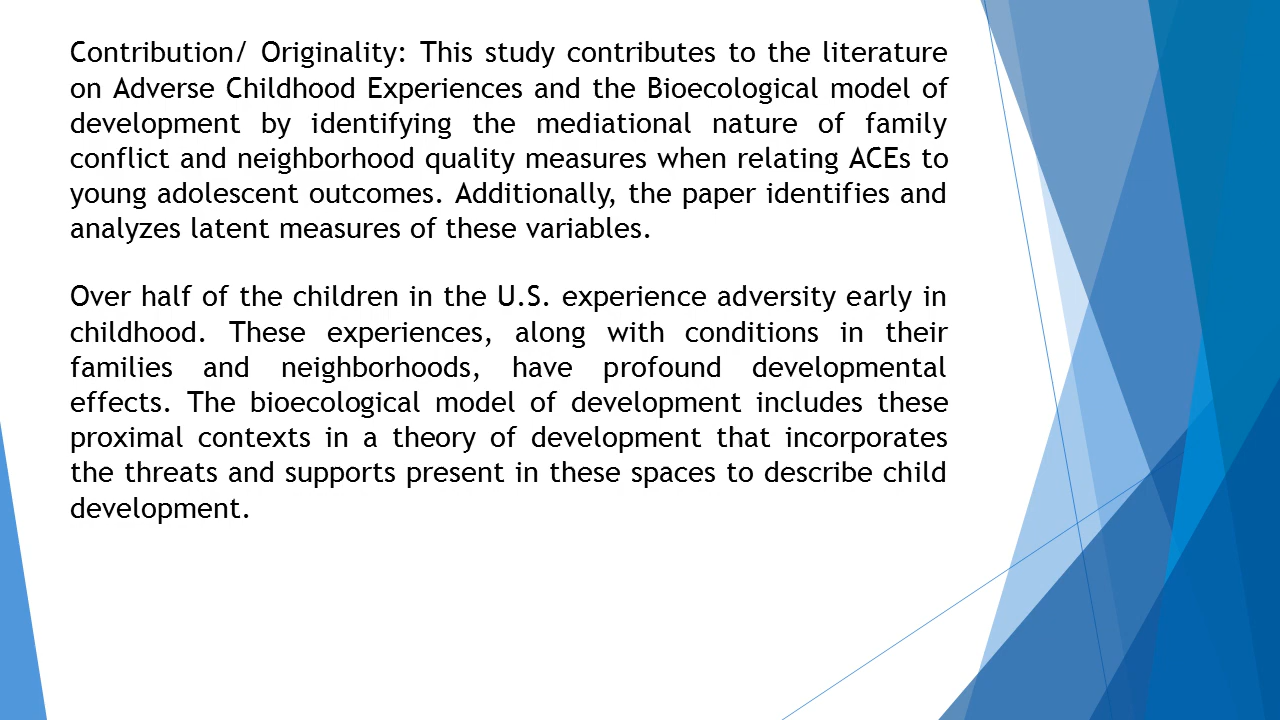 Contribution/ Originality: This study contributes to the literature
on Adverse Childhood Experiences and the Bioecological model of
development by identifying the mediational nature of family
conflict and neighborhood quality measures when relating ACEs to
young adolescent outcomes. Additionally, the paper identifies and
analyzes latent measures of these variables.
Over half of the children in the U.S. experience adversity early in
childhood. These experiences, along with conditions in their
families and neighborhoods, have profound developmental
effects. The bioecological model of development includes these
proximal contexts in a theory of development that incorporates
the threats and supports present in these spaces to describe child
development.